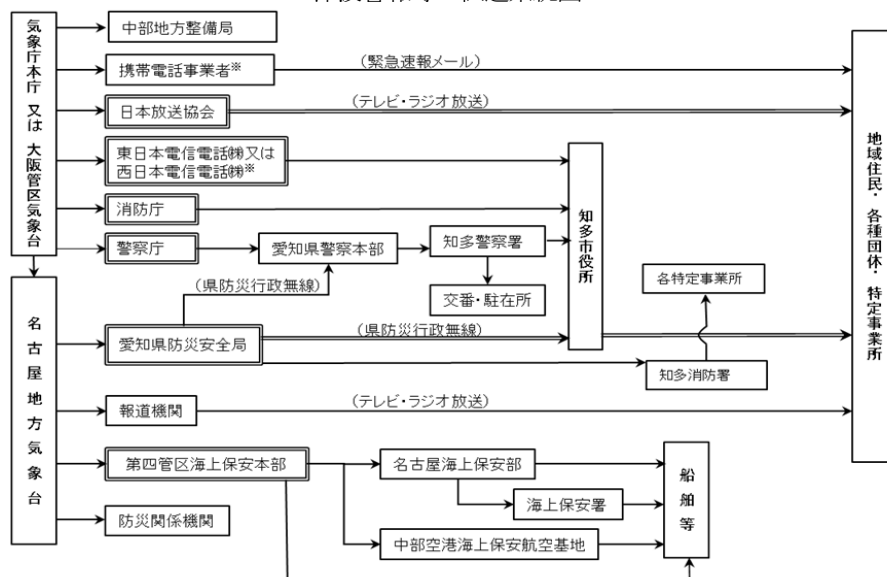 気象庁本庁 又は 大阪管区気象台
中部地方整備局
携帯電話事業者※
(緊急速報メール)
日本放送協会
(テレビ・ラジオ放送)
東日本電信電話㈱又は
西日本電信電話㈱※
消防庁
警察庁
愛知県警察本部
知多警察署
交番・駐在所
知多市役所
地域住民・各種団体・特定事業所
名古屋地方気象台
(県防災行政無線)
愛知県防災安全局
(県防災行政無線)
各特定事業所
知多消防署
報道機関
(テレビ・ラジオ放送)
第四管区海上保安本部
名古屋海上保安部
海上保安署
中部空港海上保安航空基地
船舶等
防災関係機関